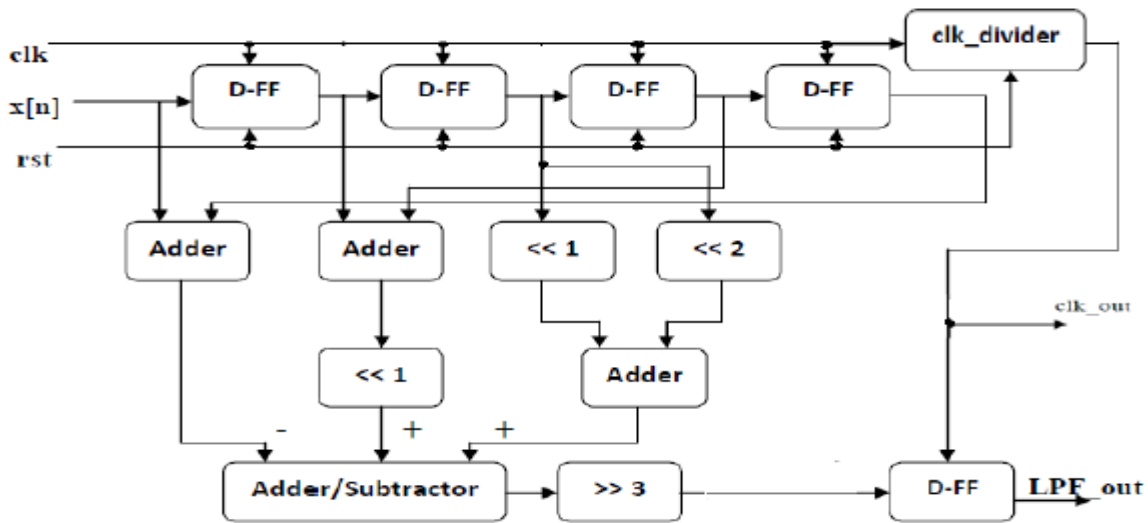 clk
clk_divider
D-FF
D-FF
D-FF
D-FF
x[n]
rst
Adder
Adder
<< 1
<< 2
clk_out
<< 1
Adder
-
+
+
Adder/Subtractor
>> 3
D-FF
LPF_out